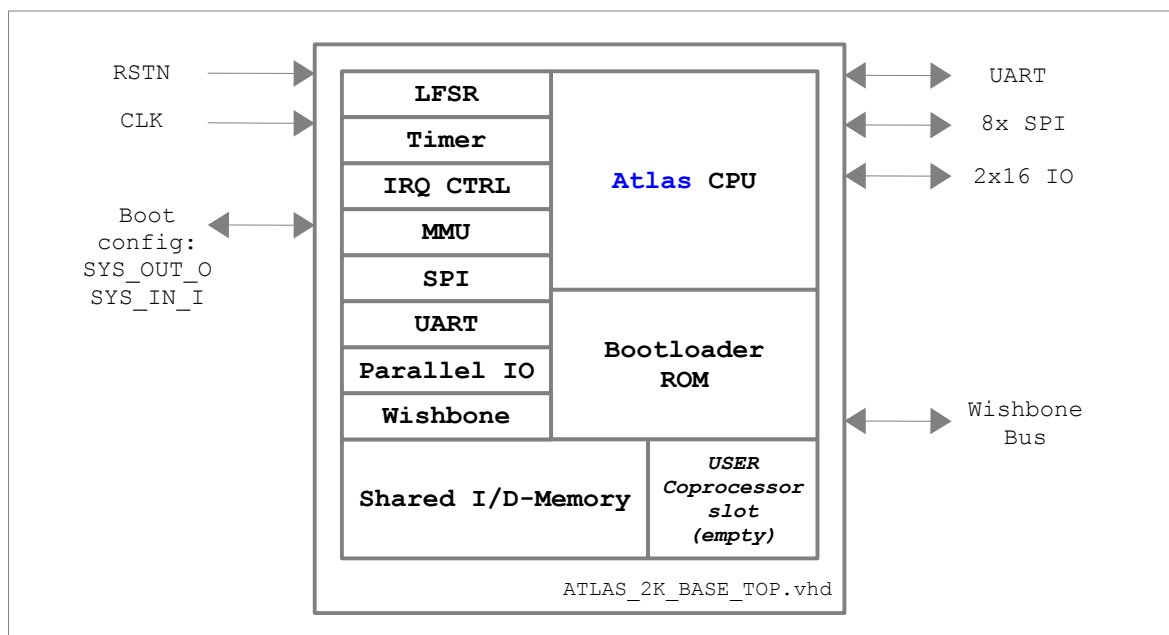 RSTN
CLK
Boot
config:
SYS_OUT_O
SYS_IN_I
LFSR
Timer
IRQ CTRL
MMU
SPI
UART
Parallel IO
Wishbone
Atlas CPU
Bootloader
ROM
Shared I/D-Memory
USER
Coprocessor
slot
(empty)
ATLAS_2K_BASE_TOP.vhd
UART
8x SPI
2x16 IO
Wishbone
Bus